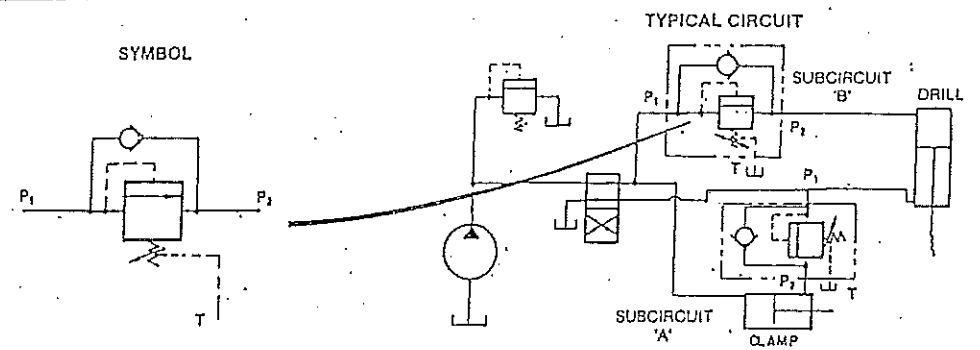 TYPICAL CIRCUIT
SYMBOL
SUBCIRCUIT
'B'
DRILL
P₁
P₂
T
P₁
P₂
T
P₁
P₂
T
SUBCIRCUIT
'A'
CLAMP